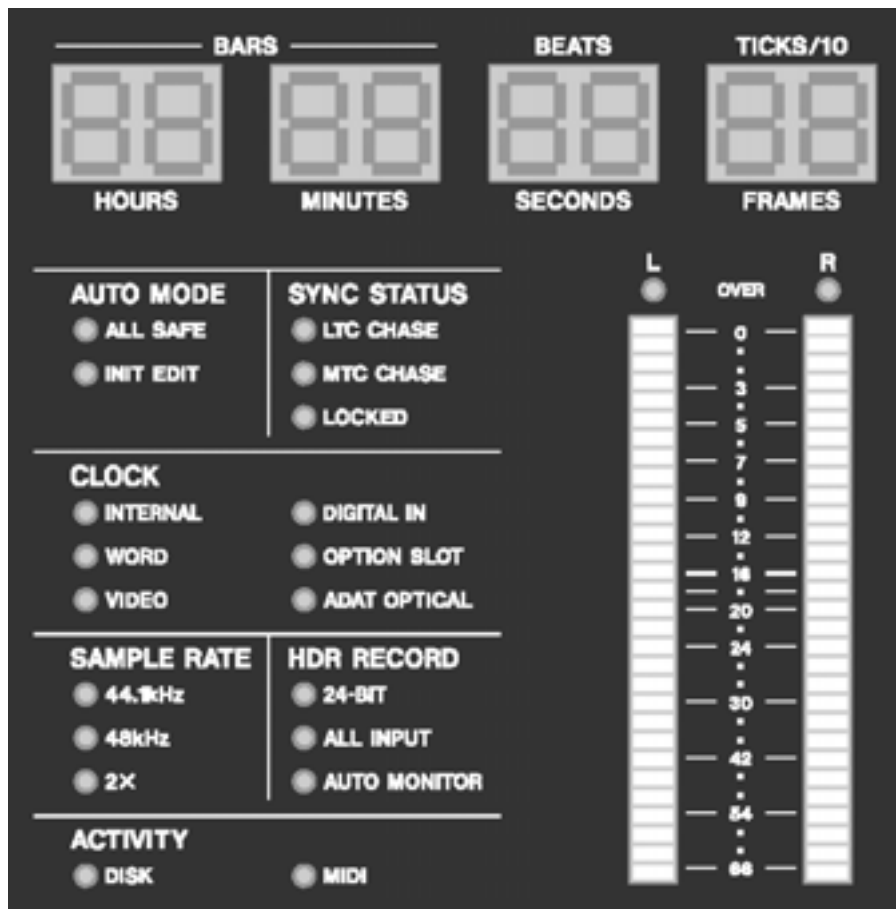 BARS BEATS TICKS/10
HOURS MINUTES SECONDS FRAMES
L R
OVER
AUTO MODE
ALL SAFE
INIT EDIT
SYNC STATUS
LTC CHASE
MTC CHASE
LOCKED
CLOCK
INTERNAL
WORD
VIDEO
DIGITAL IN
OPTION SLOT
ADAT OPTICAL
SAMPLE RATE
44.1kHz
48kHz
2X
HDR RECORD
24-BIT
ALL INPUT
AUTO MONITOR
ACTIVITY
DISK
MIDI
0
3
5
7
9
12
16
20
24
30
42
54
66